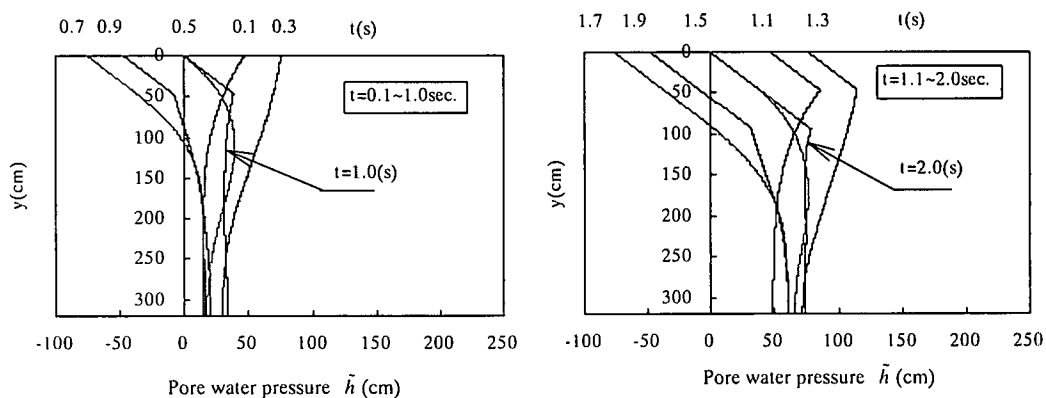 0.7 0.9 0.5 0.1 0.3 t(s)
0
50
100
150
200
250
300
y(cm)
t=0.1~1.0sec.
t=1.0(s)
-100 -50 0 50 100 150 200 250
Pore water pressure h̃ (cm)
1.7 1.9 1.5 1.1 1.3 t(s)
0
50
100
150
200
250
300
y(cm)
t=1.1~2.0sec.
t=2.0(s)
-100 -50 0 50 100 150 200 250
Pore water pressure h̃ (cm)